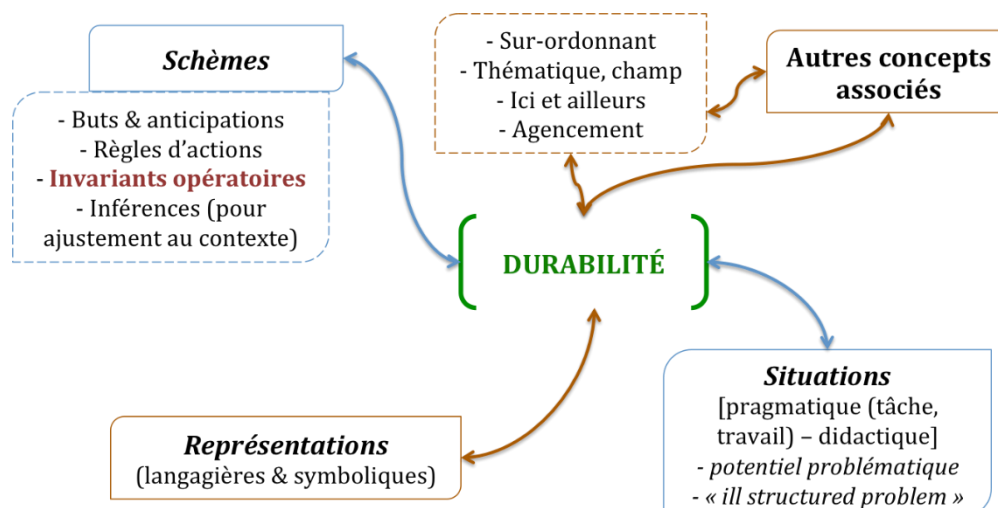 Schèmes
- Buts & anticipations
- Règles d'actions
- Invariants opératoires
- Inférences (pour
ajustement au contexte)
- Sur-ordonnant
- Thématique, champ
- Ici et ailleurs
- Agencement
Autres concepts
associés
DURABILITÉ
Représentations
(langagières & symboliques)
Situations
[pragmatique (tâche,
travail) – didactique]
- potentiel problématique
- « ill structured problem »